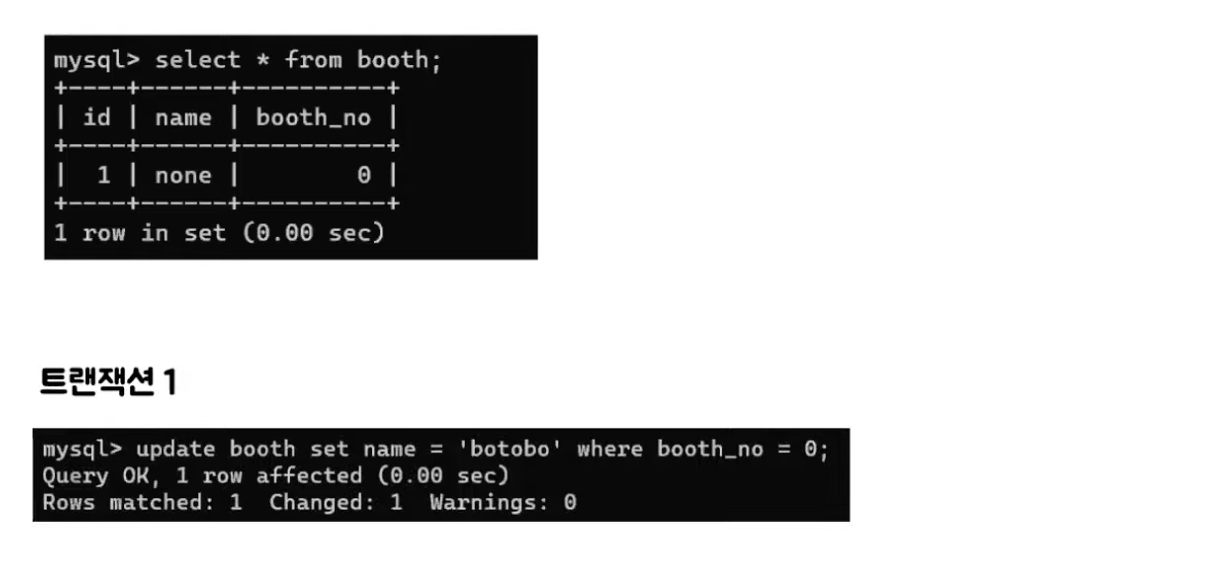 mysql> select * from booth;
+----+------+----------+
| id | name | booth_no |
+----+------+----------+
|  1 | none |        0 |
+----+------+----------+
1 row in set (0.00 sec)
트랜잭션 1
mysql> update booth set name = 'botobo' where booth_no = 0;
Query OK, 1 row affected (0.00 sec)
Rows matched: 1  Changed: 1  Warnings: 0